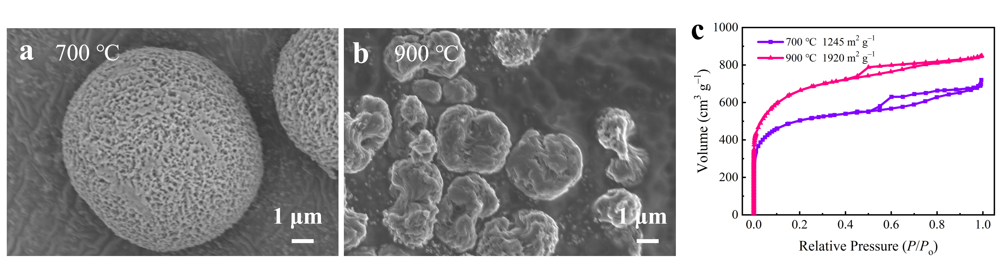 a 700 °C
1 μm
b 900 °C
1 μm
c
700 °C 1245 m² g⁻¹
900 °C 1920 m² g⁻¹
1000
800
600
400
200
0
Volume (cm³ g⁻¹)
0.0 0.2 0.4 0.6 0.8 1.0
Relative Pressure (P/Pₒ)